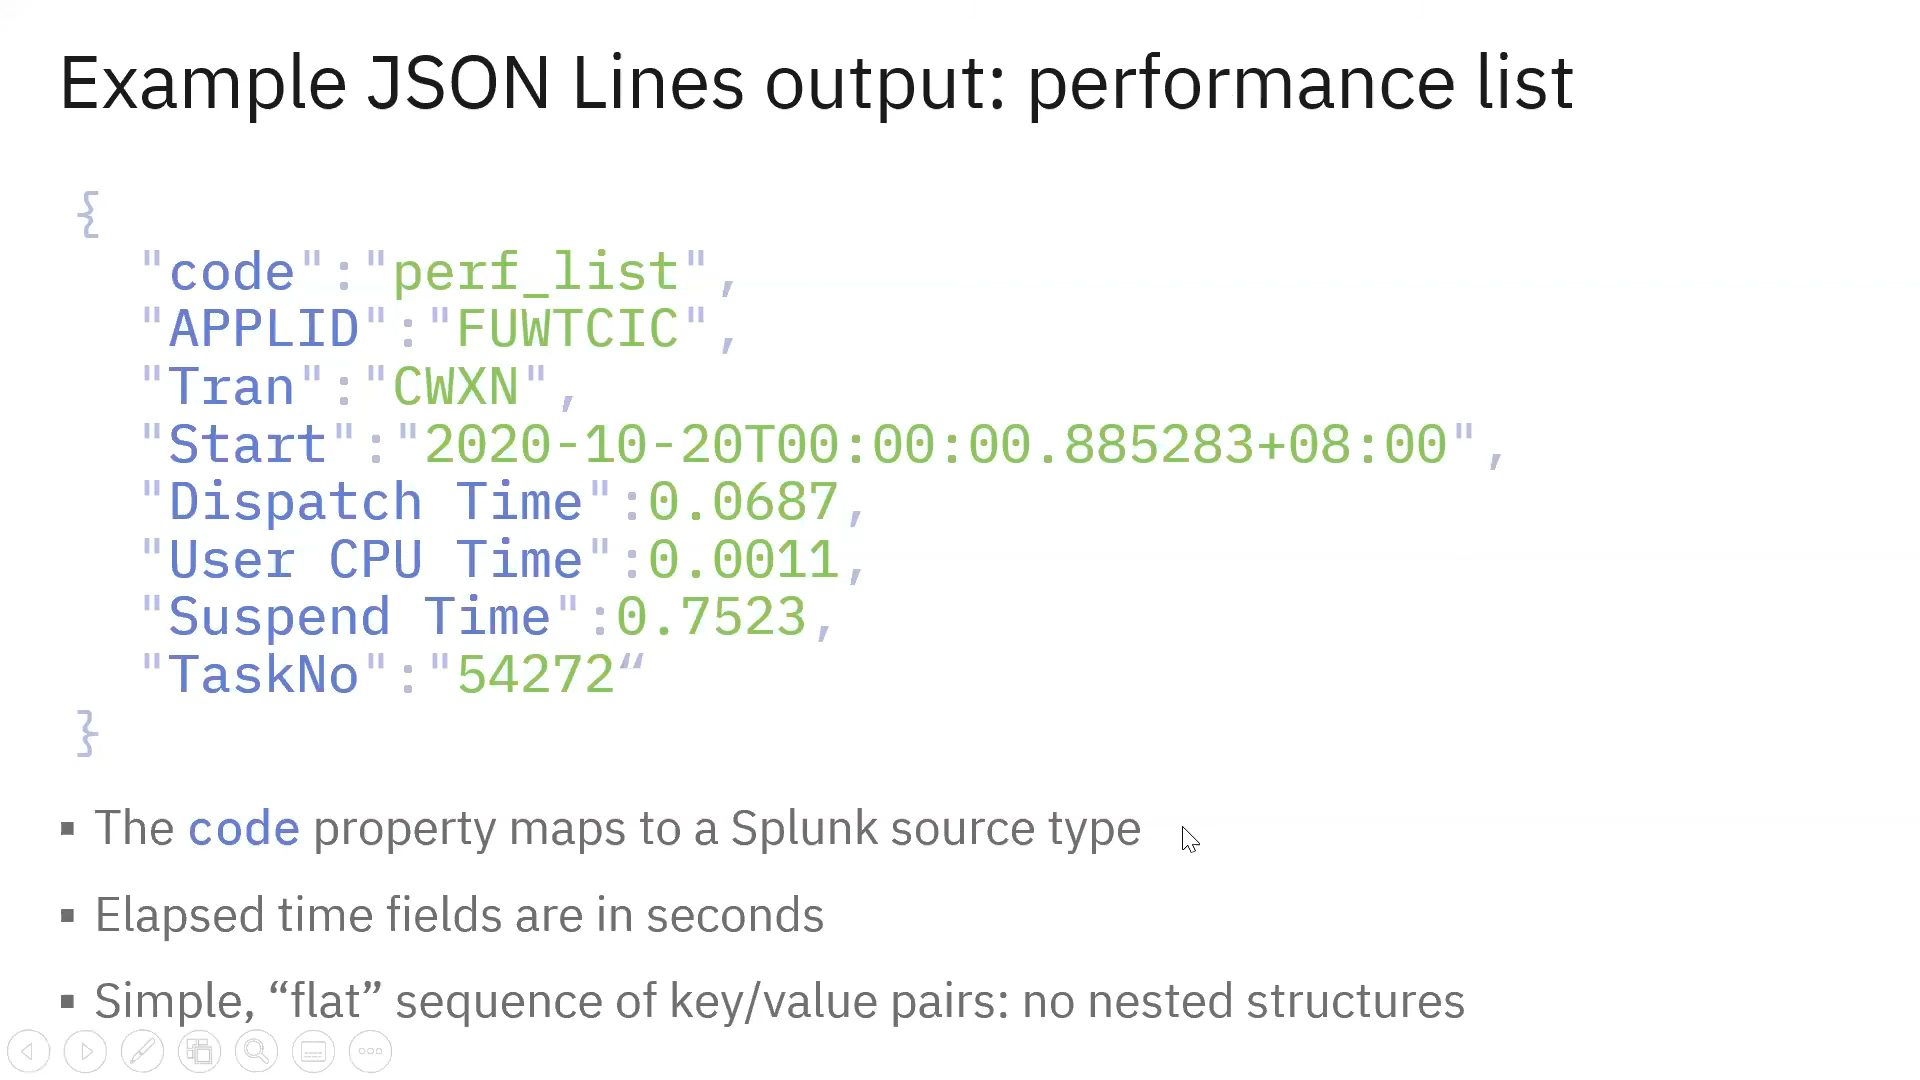 Example JSON Lines output: performance list
{
"code":"perf_list",
"APPLID":"FUWTCIC",
"Tran":"CWXN",
"Start":"2020-10-20T00:00:00.885283+08:00",
"Dispatch Time":0.0687,
"User CPU Time":0.0011,
"Suspend Time":0.7523,
"TaskNo":"54272“
}
▪ The code property maps to a Splunk source type
▪ Elapsed time fields are in seconds
▪ Simple, “flat” sequence of key/value pairs: no nested structures